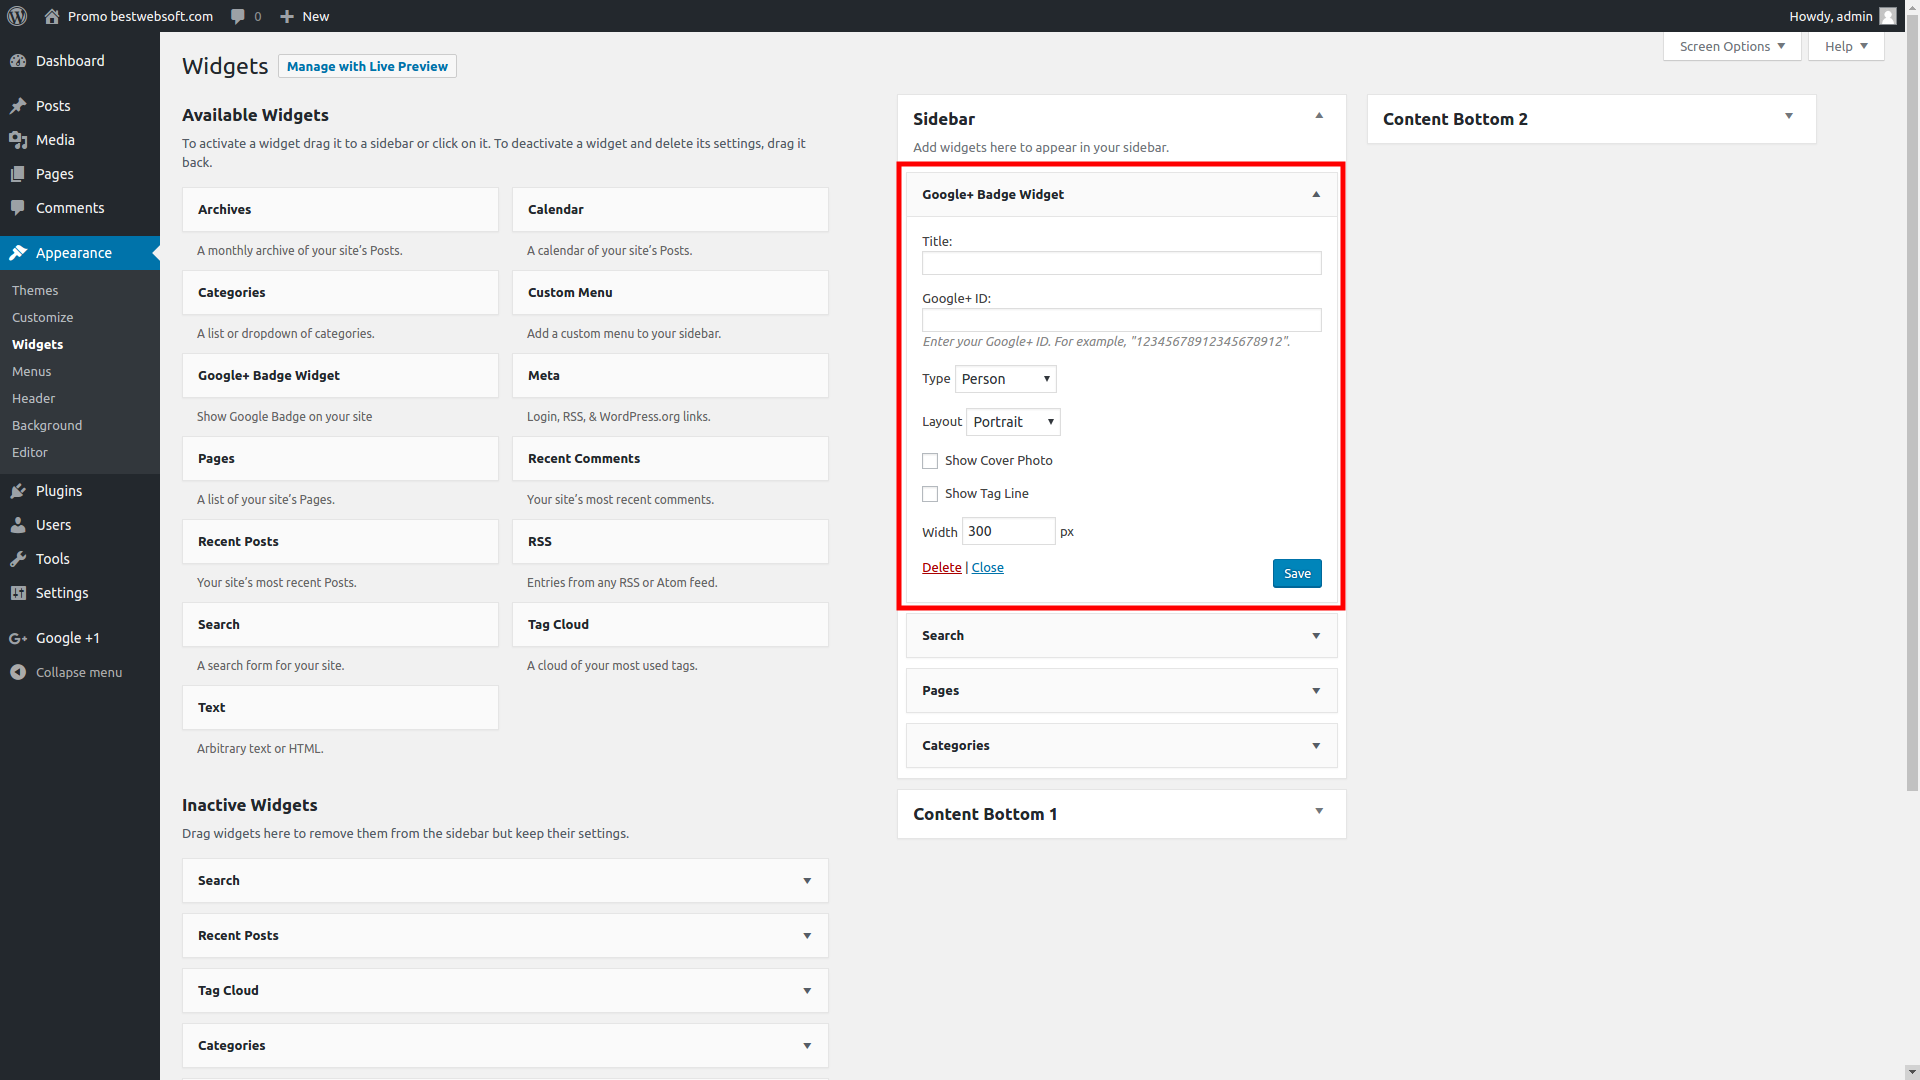 Promo bestwebsoft.com 0 New Howdy, admin
Screen Options Help
Dashboard
Posts
Media
Pages
Comments
Appearance
Themes
Customize
Widgets
Menus
Header
Background
Editor
Plugins
Users
Tools
Settings
Google +1
Collapse menu
Widgets Manage with Live Preview
Available Widgets
To activate a widget drag it to a sidebar or click on it. To deactivate a widget and delete its settings, drag it
back.
Archives
A monthly archive of your site's Posts.
Calendar
A calendar of your site's Posts.
Categories
A list or dropdown of categories.
Custom Menu
Add a custom menu to your sidebar.
Google+ Badge Widget
Show Google Badge on your site
Meta
Login, RSS, & WordPress.org links.
Pages
A list of your site's Pages.
Recent Comments
Your site's most recent comments.
Recent Posts
Your site's most recent Posts.
RSS
Entries from any RSS or Atom feed.
Search
A search form for your site.
Tag Cloud
A cloud of your most used tags.
Text
Arbitrary text or HTML.
Inactive Widgets
Drag widgets here to remove them from the sidebar but keep their settings.
Search
Recent Posts
Tag Cloud
Categories
Sidebar
Add widgets here to appear in your sidebar.
Google+ Badge Widget
Title:
Google+ ID:
Enter your Google+ ID. For example, "12345678912345678912".
Type Person
Layout Portrait
Show Cover Photo
Show Tag Line
Width 300 px
Delete | Close Save
Search
Pages
Categories
Content Bottom 1
Content Bottom 2